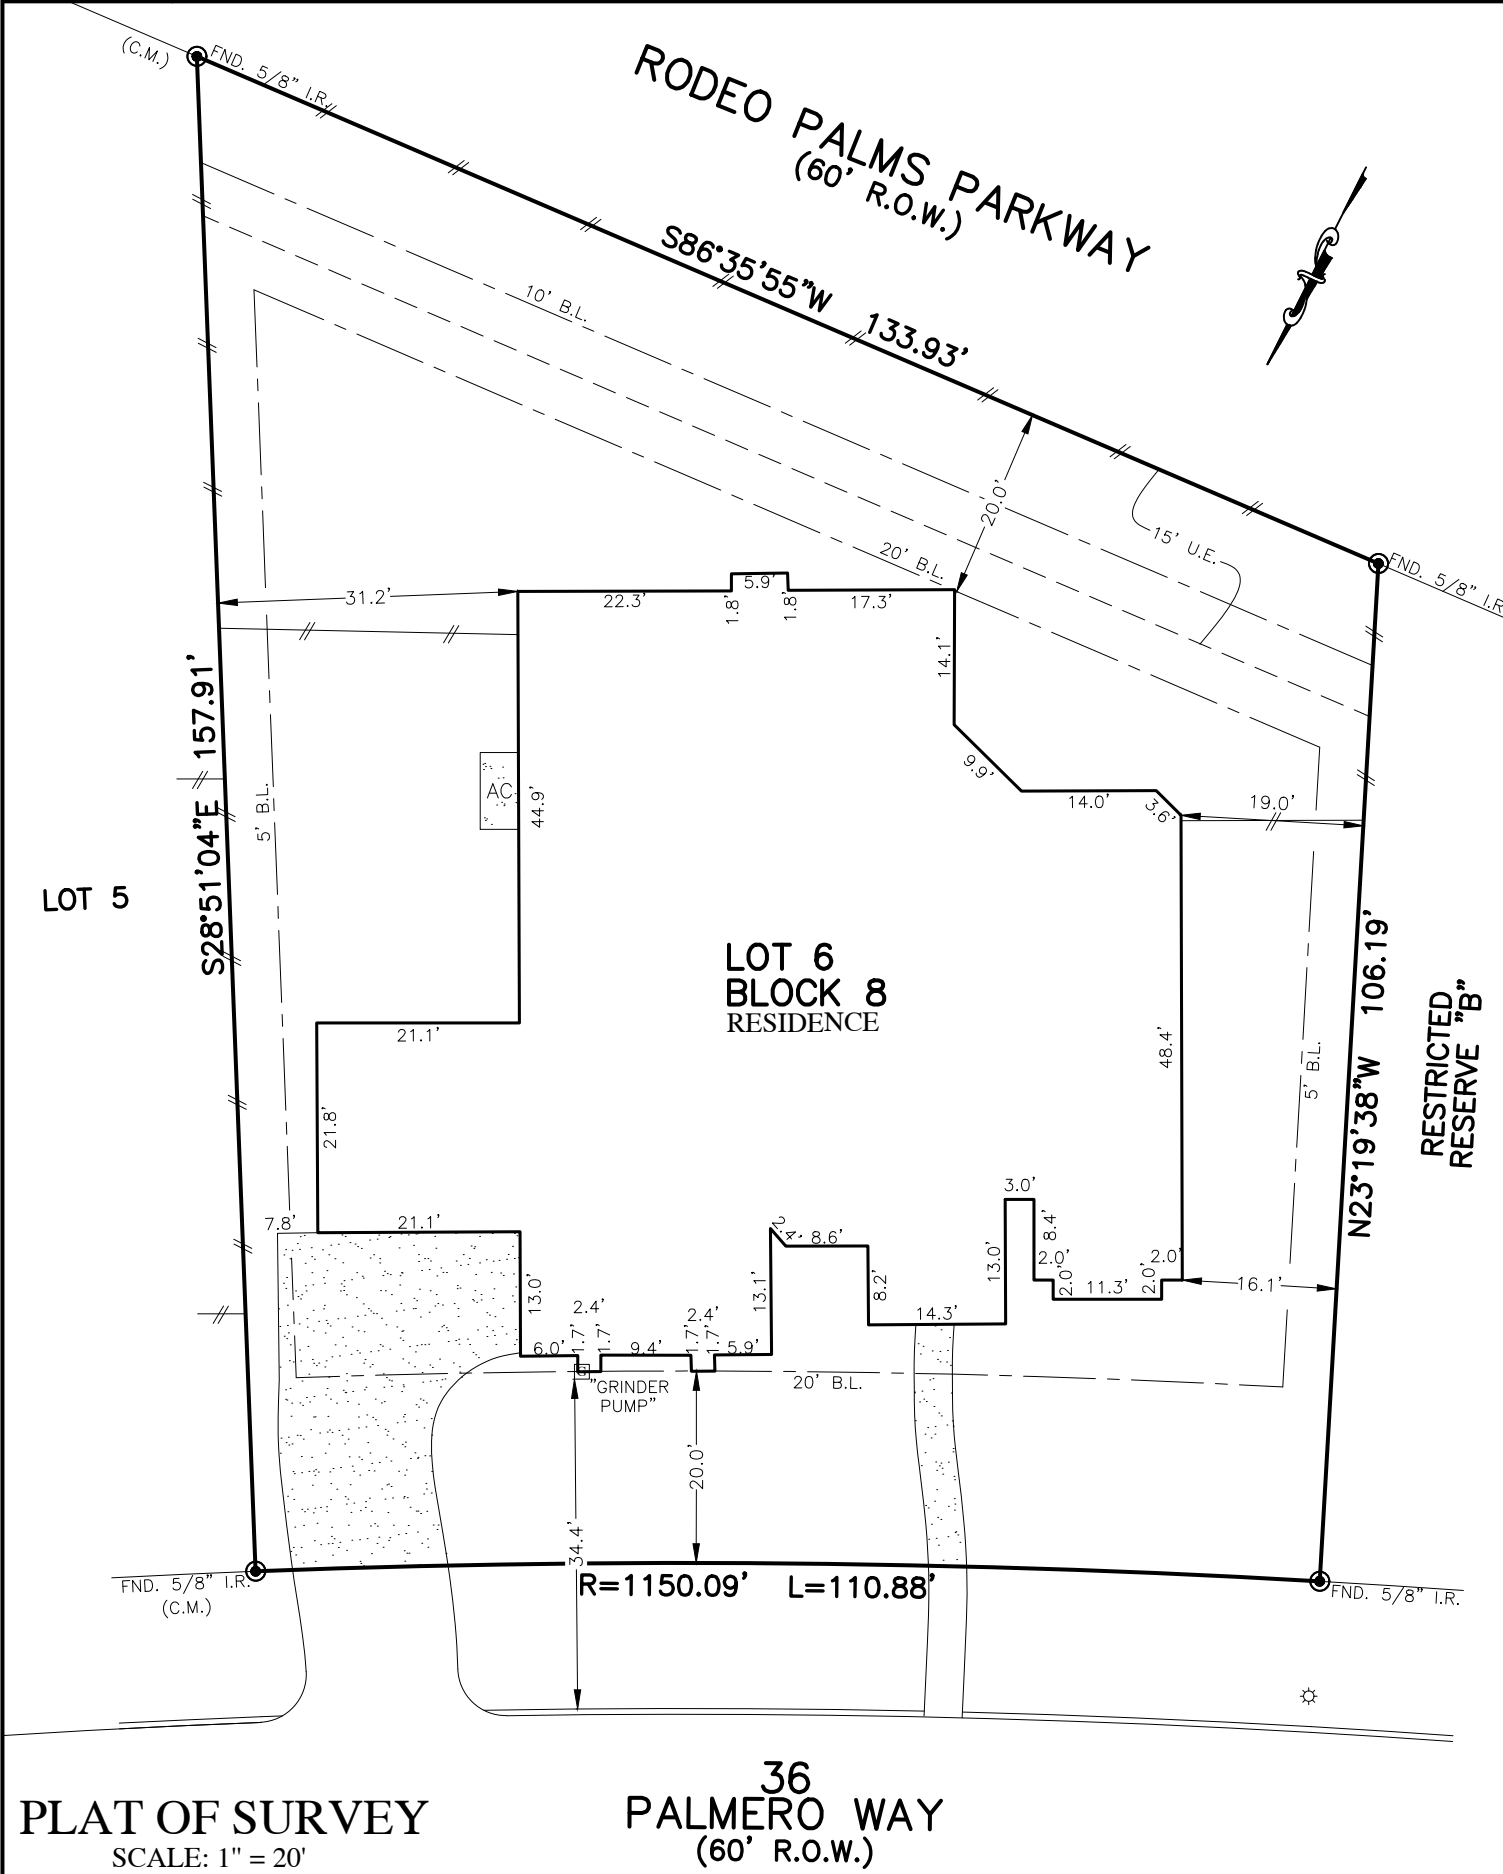 (C.M.)
FND. 5/8" I.R.
RODEO PALMS PARKWAY
(60' R.O.W.)
S86°35'55"W 133.93'
10' B.L.
20.0'
15' U.E.
20' B.L.
FND. 5/8" I.R.
31.2'
22.3'
1.8'
5.9'
1.8'
17.3'
14.1'
9.9'
14.0'
3.6'
19.0'
S28°51'04"E 157.91'
5' B.L.
AC
44.9'
LOT 5
LOT 6
BLOCK 8
RESIDENCE
48.4'
5' B.L.
N23°19'38"W 106.19'
RESTRICTED
RESERVE "B"
21.1'
21.8'
7.8'
21.1'
13.0'
6.0'
1.7'
2.4'
1.7'
9.4'
1.7'
2.4'
1.7'
5.9'
13.1'
2.4'
8.6'
8.2'
14.3'
13.0'
3.0'
8.4'
2.0'
2.0'
11.3'
2.0'
2.0'
16.1'
G
"GRINDER
PUMP"
20' B.L.
20.0'
34.4'
FND. 5/8" I.R.
(C.M.)
R=1150.09' L=110.88'
FND. 5/8" I.R.
36
PALMERO WAY
(60' R.O.W.)
PLAT OF SURVEY
SCALE: 1" = 20'